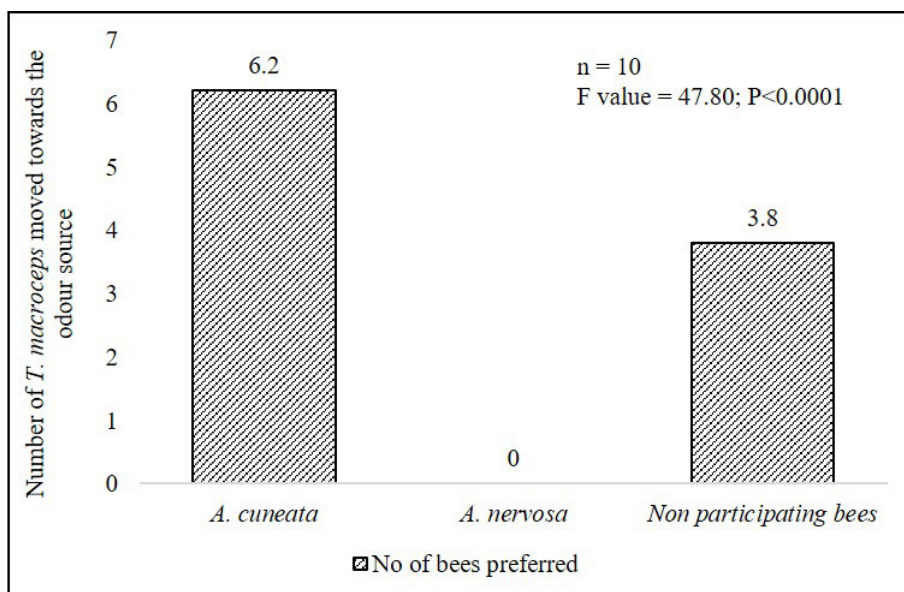 Number of T. macroceps moved towards the
odour source
7
6
5
4
3
2
1
0
6.2
0
3.8
n = 10
F value = 47.80; P<0.0001
A. cuneata
A. nervosa
Non participating bees
No of bees preferred